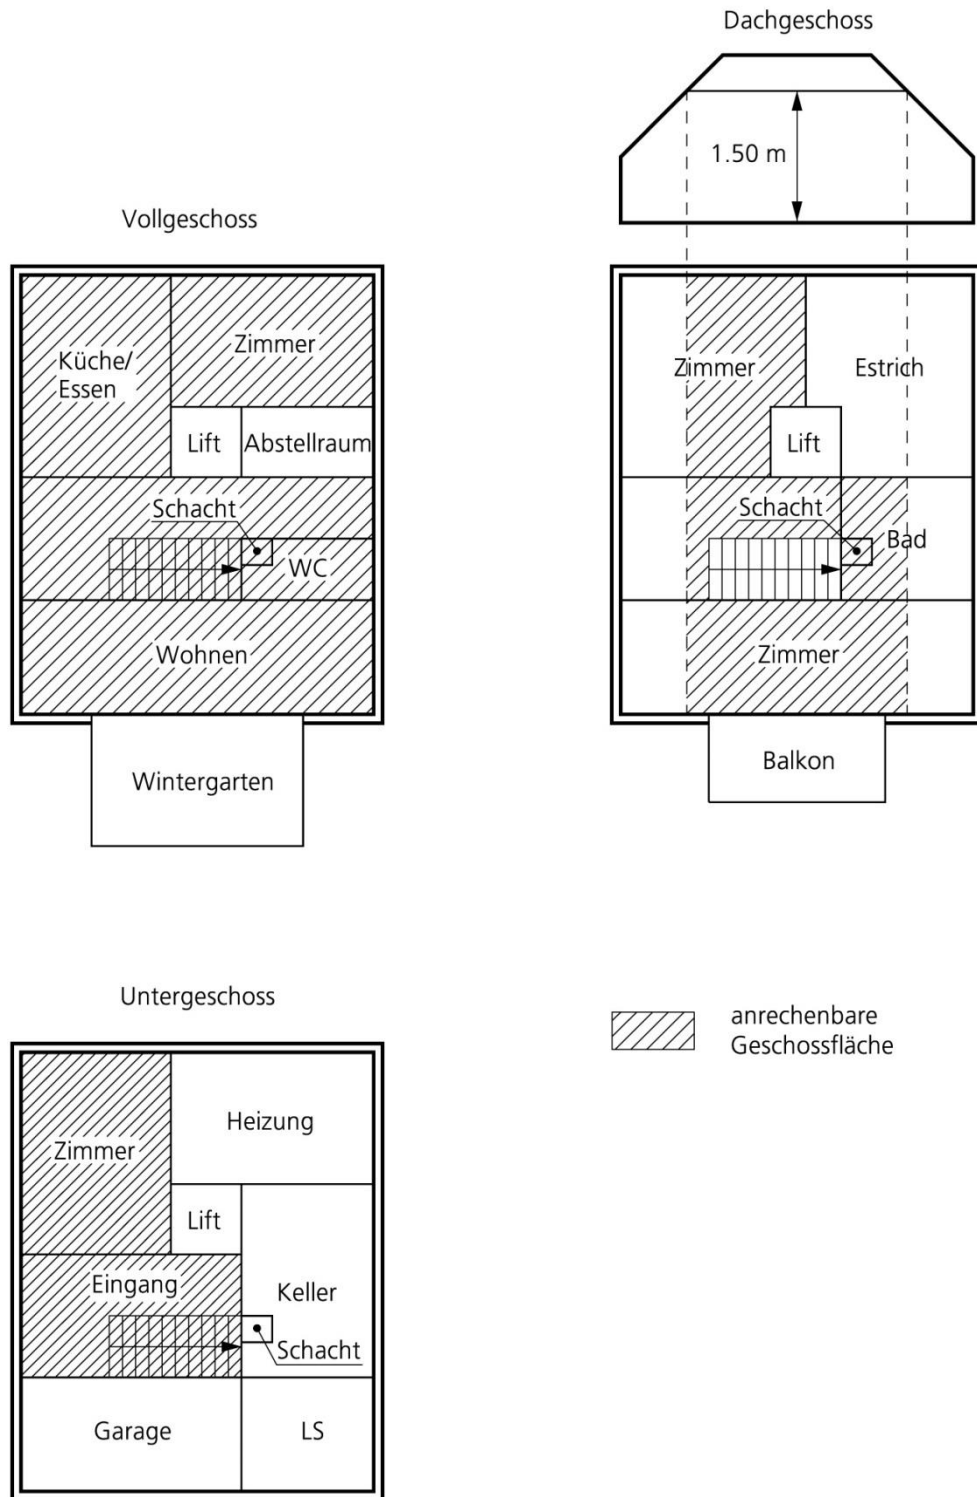 Dachgeschoss
1.50 m
Vollgeschoss
Küche/
Essen
Zimmer
Lift
Abstellraum
Schacht
WC
Wohnen
Wintergarten
Zimmer
Estrich
Lift
Schacht
Bad
Zimmer
Balkon
Untergeschoss
Zimmer
Heizung
Lift
Eingang
Keller
Schacht
Garage
LS
anrechenbare
Geschossfläche